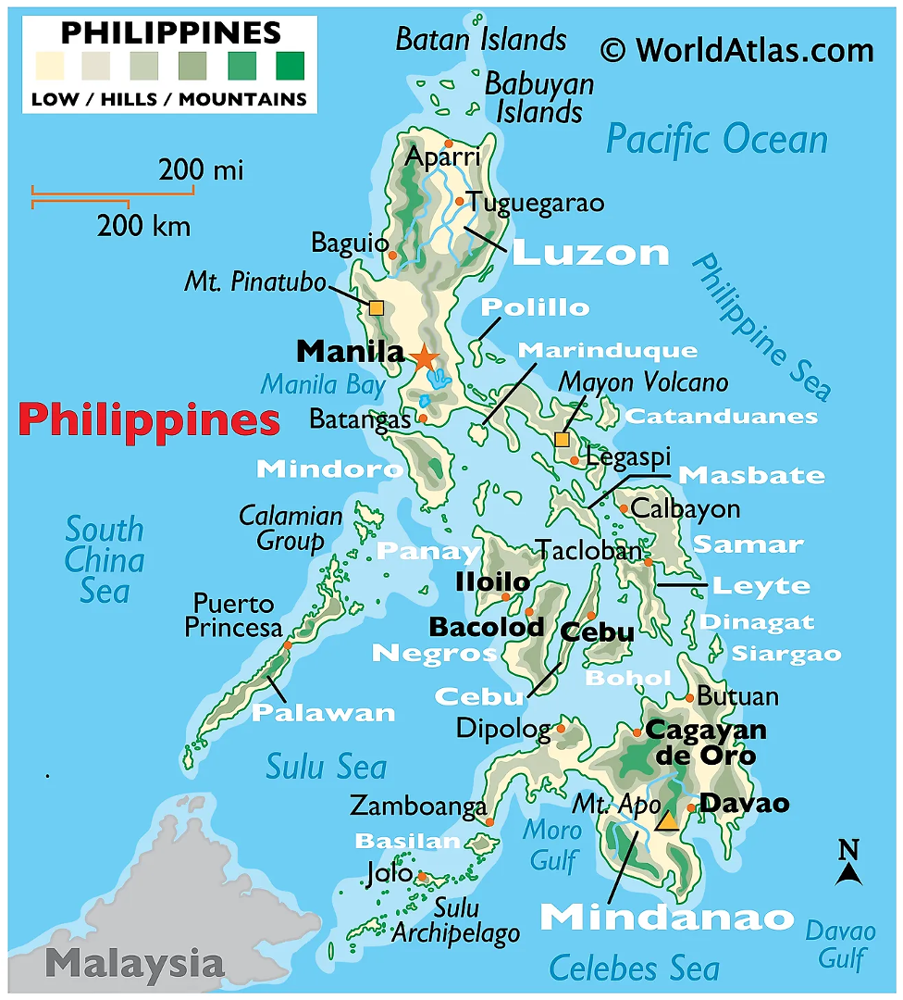 PHILIPPINES
LOW / HILLS / MOUNTAINS
Batan Islands
© WorldAtlas.com
Babuyan
Islands
Pacific Ocean
Aparri
200 mi
200 km
Tuguegarao
Baguio
Luzon
Mt. Pinatubo
Polillo
Philippine Sea
Manila
Marinduque
Manila Bay
Mayon Volcano
Philippines
Batangas
Catanduanes
Legaspi
Mindoro
Masbate
Calamian
Group
Calbayon
South
China
Sea
Panay
Tacloban
Samar
Iloilo
Leyte
Puerto
Princesa
Bacolod
Cebu
Dinagat
Negros
Siargao
Bohol
Cebu
Butuan
Palawan
Dipolog
Cagayan
de Oro
Sulu Sea
Zamboanga
Mt. Apo
Davao
Basilan
Moro
Gulf
Jolo
N
Sulu
Archipelago
Mindanao
Davao
Gulf
Malaysia
Celebes Sea